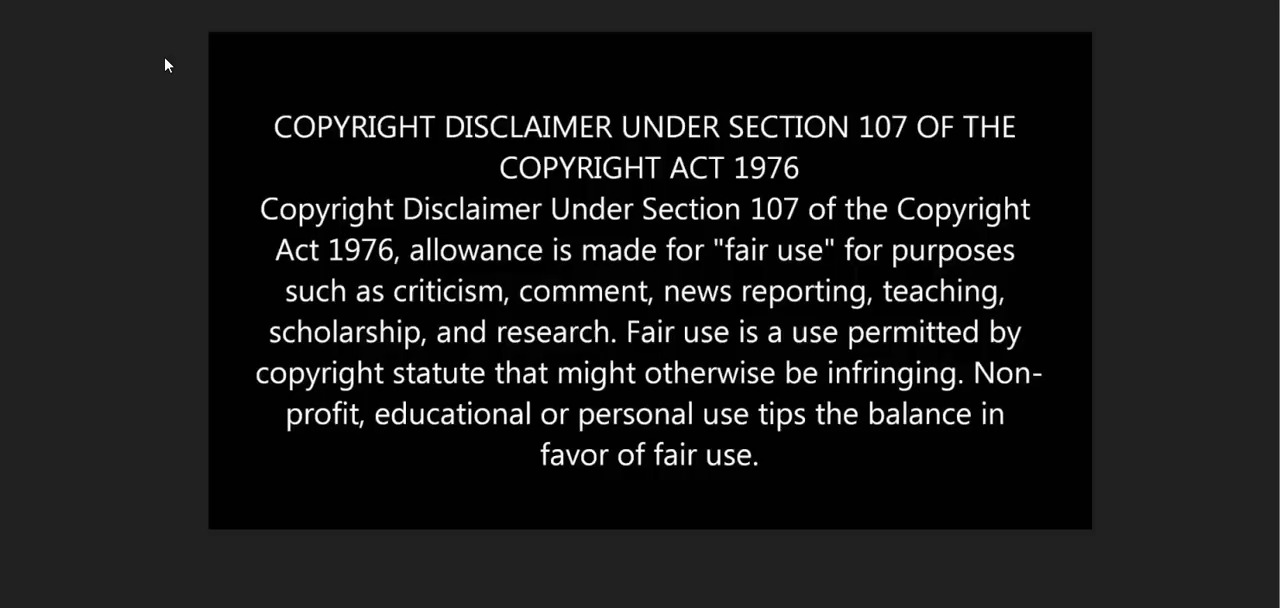 COPYRIGHT DISCLAIMER UNDER SECTION 107 OF THE
COPYRIGHT ACT 1976
Copyright Disclaimer Under Section 107 of the Copyright
Act 1976, allowance is made for "fair use" for purposes
such as criticism, comment, news reporting, teaching,
scholarship, and research. Fair use is a use permitted by
copyright statute that might otherwise be infringing. Non-
profit, educational or personal use tips the balance in
favor of fair use.